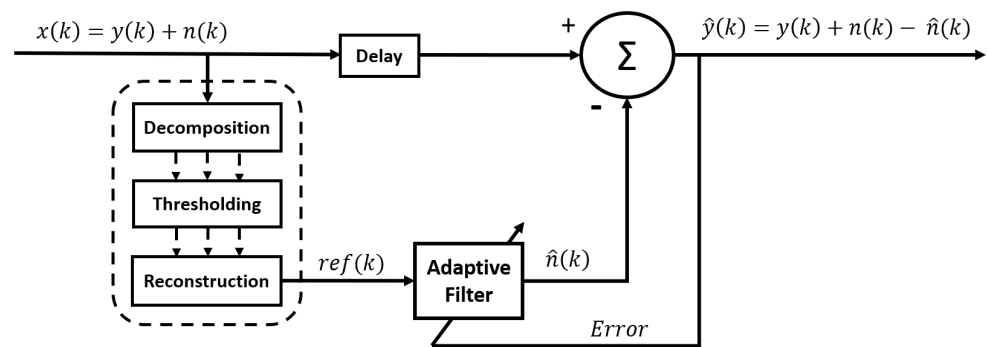 x(k) = y(k) + n(k)
Delay
+
Σ
-
ŷ(k) = y(k) + n(k) − n̂(k)
Decomposition
Thresholding
Reconstruction
ref(k)
Adaptive
Filter
n̂(k)
Error